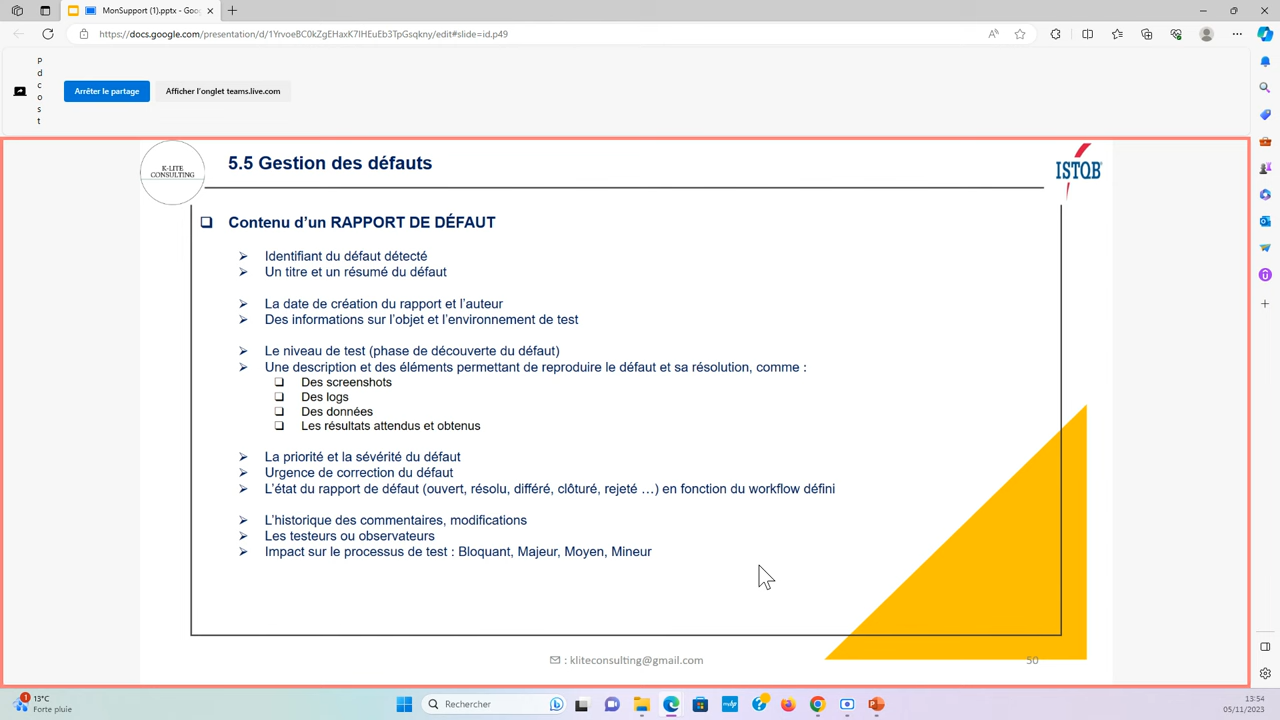 MonSupport (1).pptx - Goo
https://docs.google.com/presentation/d/1YrvoeBC0kZgEHaxK7IHEuEb3TpGsqkny/edit#slide=id.p49
P
d
c
o
s
t
Arrêter le partage
Afficher l'onglet teams.live.com
K-LITE
CONSULTING
5.5 Gestion des défauts
ISTQB®
Contenu d'un RAPPORT DE DÉFAUT
Identifiant du défaut détecté
Un titre et un résumé du défaut
La date de création du rapport et l'auteur
Des informations sur l'objet et l'environnement de test
Le niveau de test (phase de découverte du défaut)
Une description et des éléments permettant de reproduire le défaut et sa résolution, comme :
Des screenshots
Des logs
Des données
Les résultats attendus et obtenus
La priorité et la sévérité du défaut
Urgence de correction du défaut
L'état du rapport de défaut (ouvert, résolu, différé, clôturé, rejeté …) en fonction du workflow défini
L'historique des commentaires, modifications
Les testeurs ou observateurs
Impact sur le processus de test : Bloquant, Majeur, Moyen, Mineur
: kliteconsulting@gmail.com
50
1
13°C
Forte pluie
Rechercher
13:54
05/11/2023